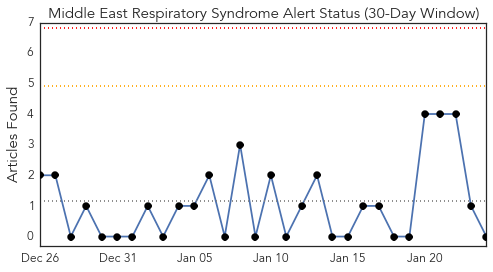 Middle East Respiratory Syndrome Alert Status (30-Day Window)
Articles Found
7
6
5
4
3
2
1
0
Dec 26
Dec 31
Jan 05
Jan 10
Jan 15
Jan 20